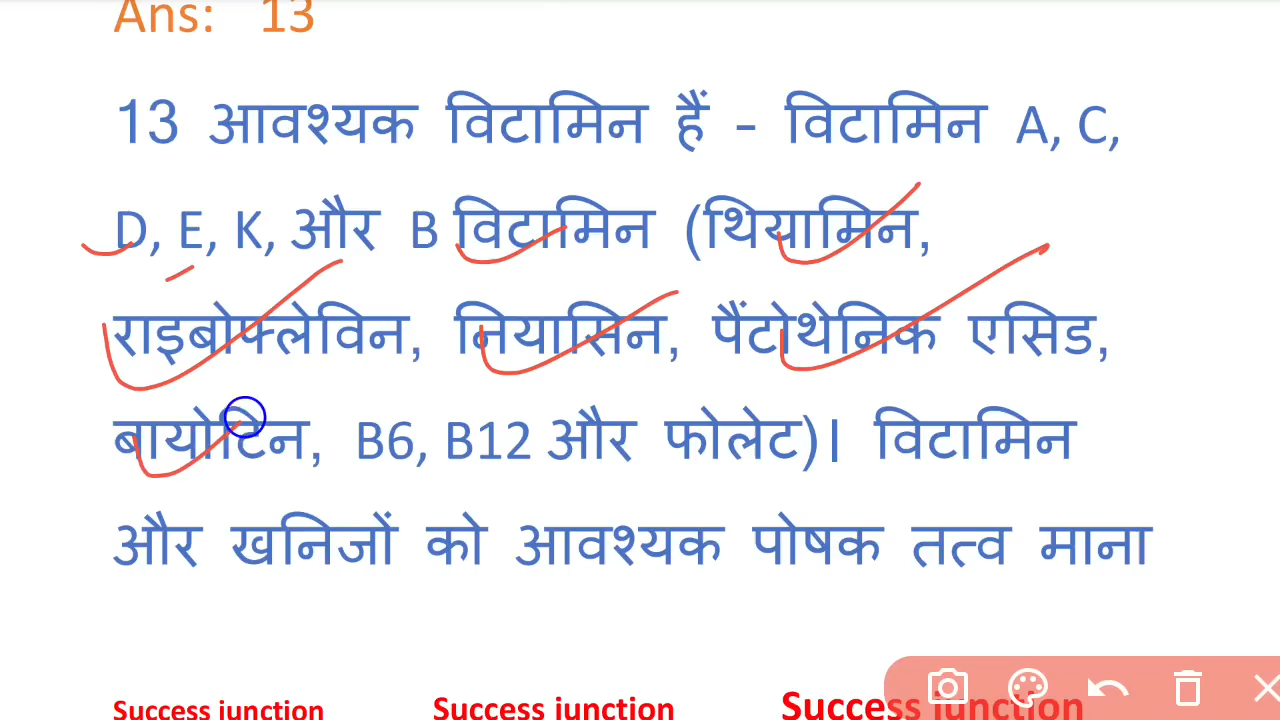 Ans: 13
13 आवश्यक विटामिन हैं - विटामिन A, C,
D, E, K, और B विटामिन (थियामिन,
राइबोफ्लेविन, नियासिन, पैंटोथेनिक एसिड,
बायोटिन, B6, B12 और फोलेट)। विटामिन
और खनिजों को आवश्यक पोषक तत्व माना
Success junction Success junction Success junction